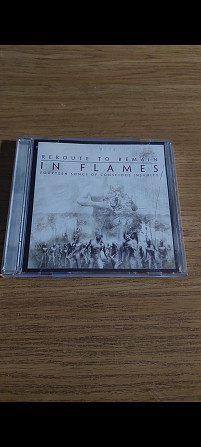 REROUTE TO REMAIN
IN FLAMES
FOURTEEN SONGS OF CONSCIOUS INSANITY